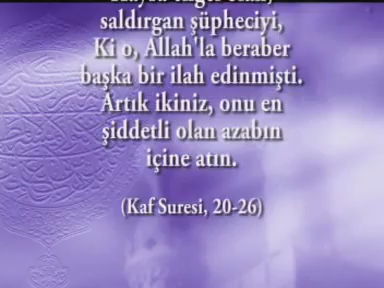 saldırgan şüpheciyi,
Ki o, Allah'la beraber
başka bir ilah edinmişti.
Artık ikiniz, onu en
şiddetli olan azabın
içine atın.
(Kaf Suresi, 20-26)